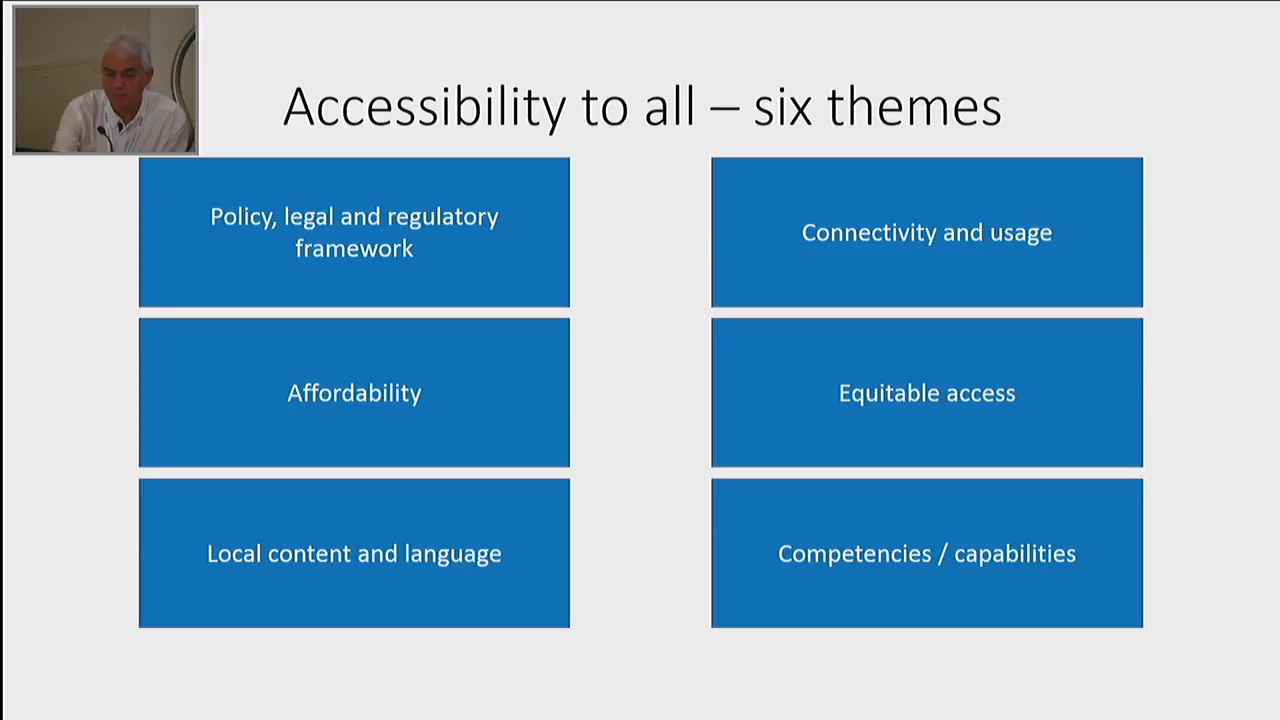 Accessibility to all – six themes
Policy, legal and regulatory
framework
Connectivity and usage
Affordability
Equitable access
Local content and language
Competencies / capabilities